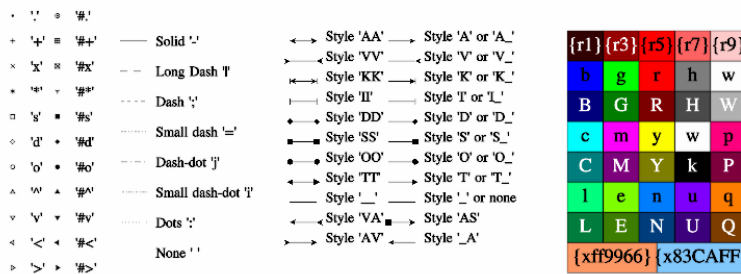 '.' '#.'
'+' '#+'
'x' '#x'
'*' '#*'
's' '#s'
'd' '#d'
'o' '#o'
'^' '#^'
'v' '#v'
'<' '#<'
'>' '#>'
Solid '-'
Long Dash '|'
Dash ';'
Small dash '='
Dash-dot 'j'
Small dash-dot 'i'
Dots ':'
None ' '
Style 'AA' Style 'A' or 'A_'
Style 'VV' Style 'V' or 'V_'
Style 'KK' Style 'K' or 'K_'
Style 'II' Style 'I' or 'I_'
Style 'DD' Style 'D' or 'D_'
Style 'SS' Style 'S' or 'S_'
Style 'OO' Style 'O' or 'O_'
Style 'TT' Style 'T' or 'T_'
Style '__' Style '_' or none
Style 'VA' Style 'AS'
Style 'AV' Style '_A'
{r1} {r3} {r5} {r7} {r9}
b g r h w
B G R H W
c m y w p
C M Y k P
l e n u q
L E N U Q
{xff9966} {x83CAFF